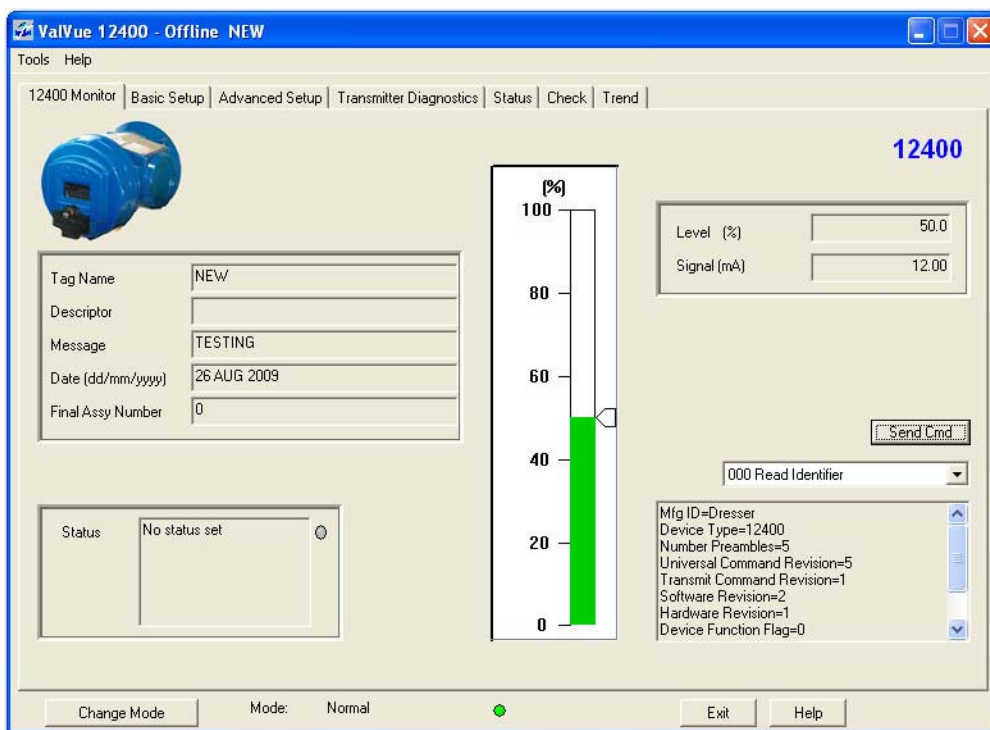 ValVue 12400 - Offline NEW
Tools Help
12400 Monitor Basic Setup Advanced Setup Transmitter Diagnostics Status Check Trend
12400
Tag Name NEW
Descriptor
Message TESTING
Date (dd/mm/yyyy) 26 AUG 2009
Final Assy Number 0
Status No status set
(%)
100
80
60
40
20
0
Level (%) 50.0
Signal (mA) 12.00
Send Cmd
000 Read Identifier
Mfg ID=Dresser
Device Type=12400
Number Preambles=5
Universal Command Revision=5
Transmit Command Revision=1
Software Revision=2
Hardware Revision=1
Device Function Flag=0
Change Mode Mode: Normal Exit Help